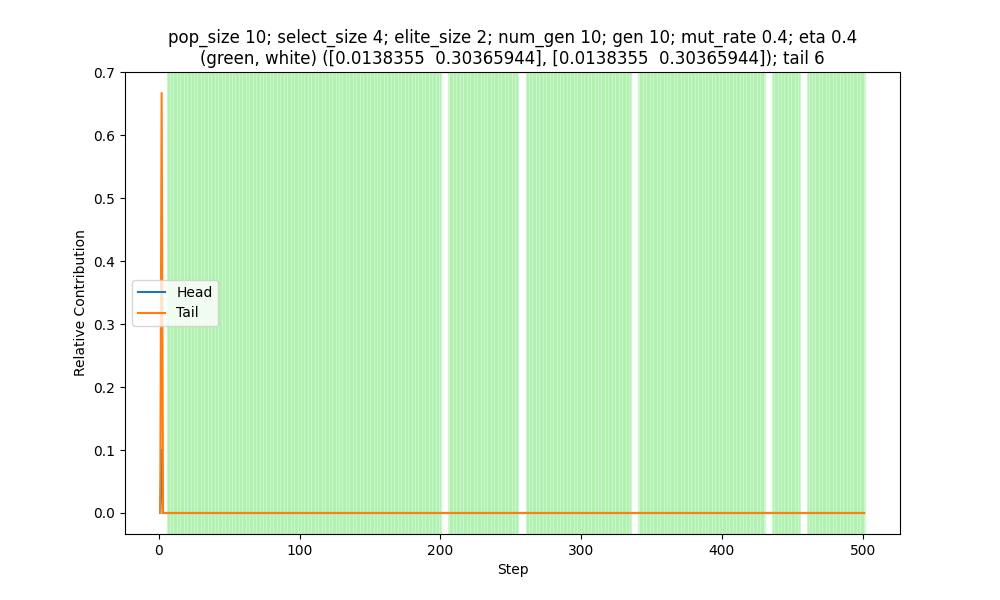 pop_size 10; select_size 4; elite_size 2; num_gen 10; gen 10; mut_rate 0.4; eta 0.4
(green, white) ([0.0138355  0.30365944], [0.0138355  0.30365944]); tail 6
0.7
0.6
0.5
0.4
0.3
0.2
0.1
0.0
Relative Contribution
Head
Tail
0
100
200
300
400
500
Step